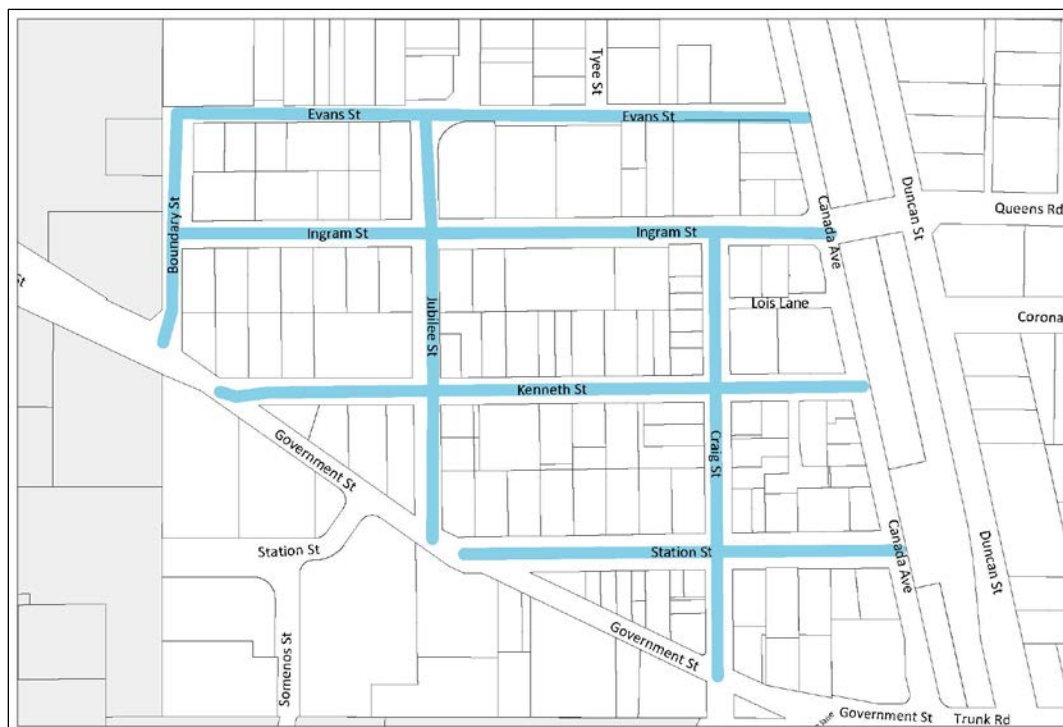 Tyee St
Evans St
Evans St
Boundary St
Ingram St
Ingram St
Canada Ave
Duncan St
Queens Rd
St
Jubilee St
Lois Lane
Corona
Kenneth St
Craig St
Government St
Station St
Station St
Canada Ave
Duncan St
Somenos St
Government St
Government St
Trunk Rd
lane